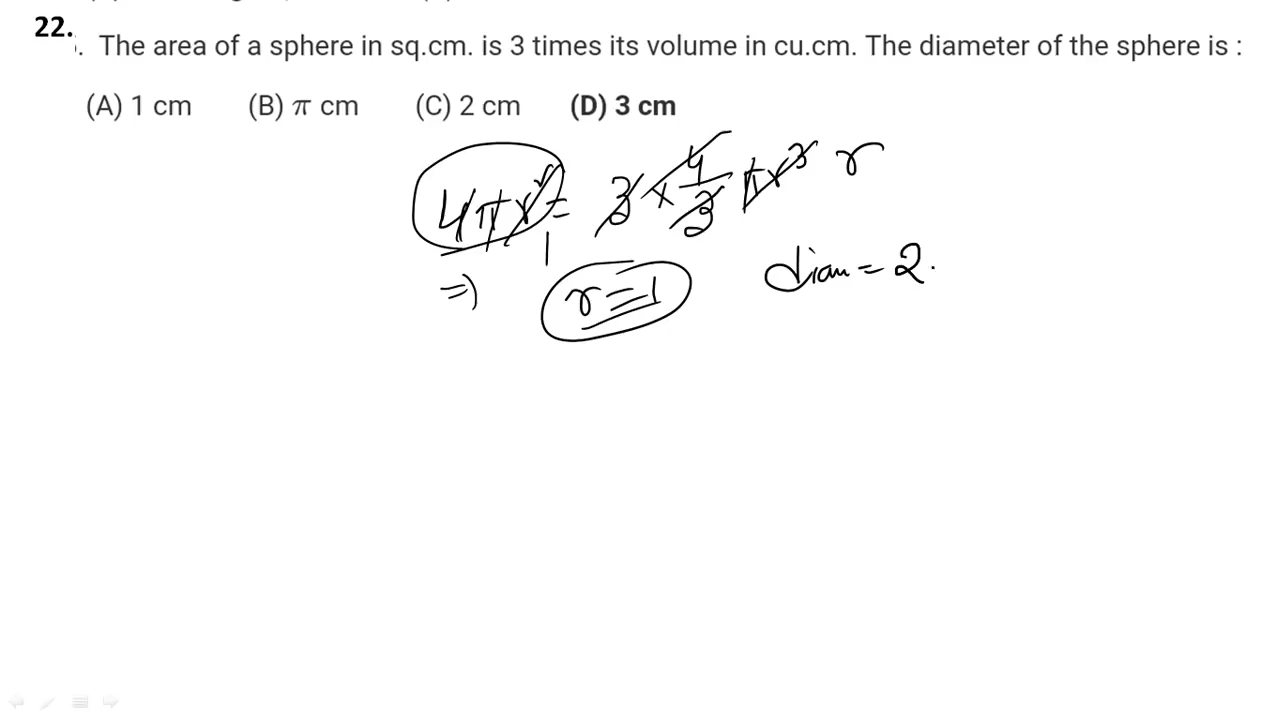 22. . The area of a sphere in sq.cm. is 3 times its volume in cu.cm. The diameter of the sphere is :
(A) 1 cm (B) π cm (C) 2 cm (D) 3 cm
4πr² = 3 × 4/3 πr³ r
1
⇒ r = 1 diam = 2.